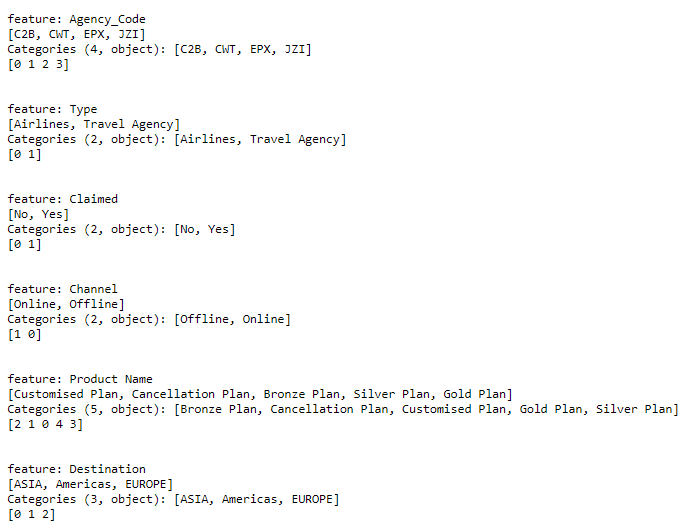 feature: Agency_Code
[C2B, CWT, EPX, JZI]
Categories (4, object): [C2B, CWT, EPX, JZI]
[0 1 2 3]
feature: Type
[Airlines, Travel Agency]
Categories (2, object): [Airlines, Travel Agency]
[0 1]
feature: Claimed
[No, Yes]
Categories (2, object): [No, Yes]
[0 1]
feature: Channel
[Online, Offline]
Categories (2, object): [Offline, Online]
[1 0]
feature: Product Name
[Customised Plan, Cancellation Plan, Bronze Plan, Silver Plan, Gold Plan]
Categories (5, object): [Bronze Plan, Cancellation Plan, Customised Plan, Gold Plan, Silver Plan]
[2 1 0 4 3]
feature: Destination
[ASIA, Americas, EUROPE]
Categories (3, object): [ASIA, Americas, EUROPE]
[0 1 2]